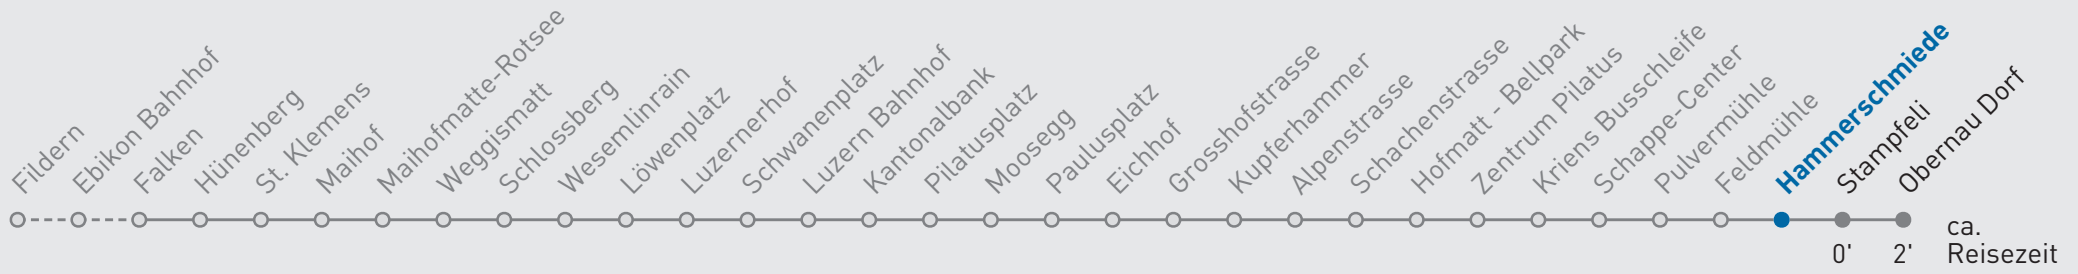 Fildern
Ebikon Bahnhof
Falken
Hünenberg
St. Klemens
Maihof
Maihofmatte-Rotsee
Weggismatt
Schlossberg
Wesemlinrain
Löwenplatz
Luzernerhof
Schwanenplatz
Luzern Bahnhof
Kantonalbank
Pilatusplatz
Moosegg
Paulusplatz
Eichhof
Grosshofstrasse
Kupferhammer
Alpenstrasse
Schachenstrasse
Hofmatt - Bellpark
Zentrum Pilatus
Kriens Busschleife
Schappe-Center
Pulvermühle
Feldmühle
Hammerschmiede
Stampfeli
Obernau Dorf
ca.
0' 2' Reisezeit